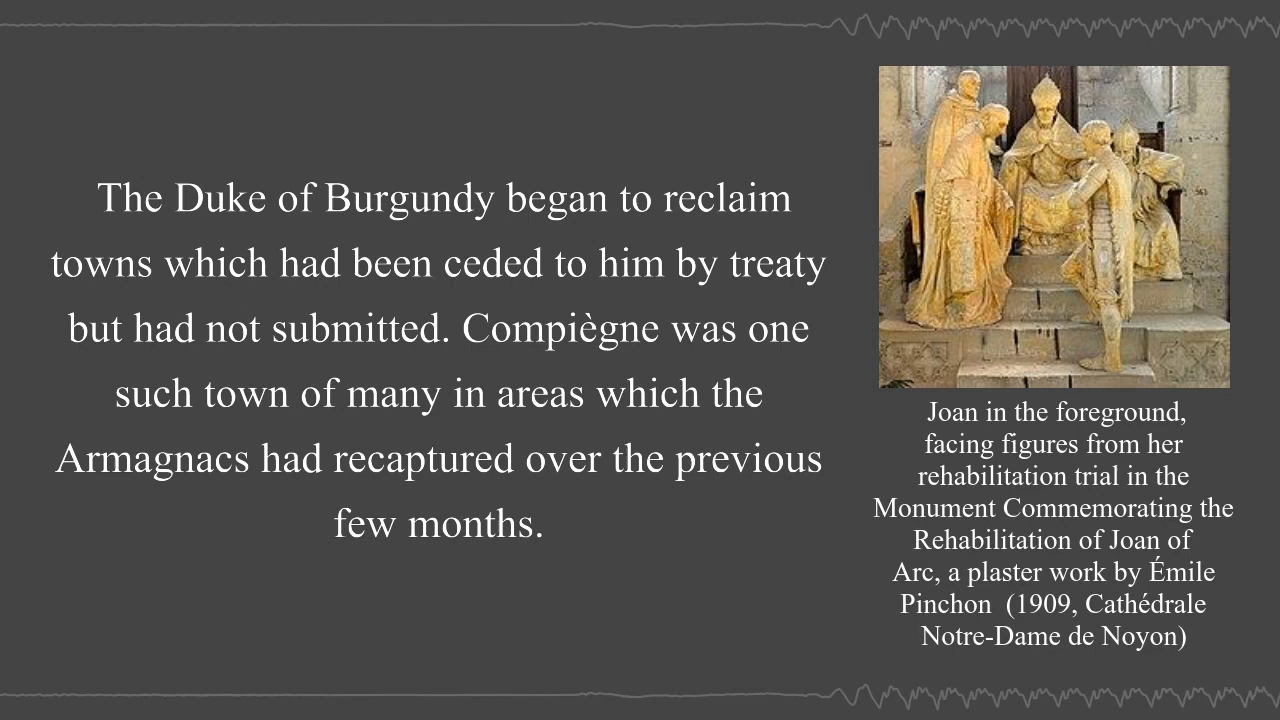 The Duke of Burgundy began to reclaim
towns which had been ceded to him by treaty
but had not submitted. Compiègne was one
such town of many in areas which the
Armagnacs had recaptured over the previous
few months.
Joan in the foreground,
facing figures from her
rehabilitation trial in the
Monument Commemorating the
Rehabilitation of Joan of
Arc, a plaster work by Émile
Pinchon  (1909, Cathédrale
Notre-Dame de Noyon)